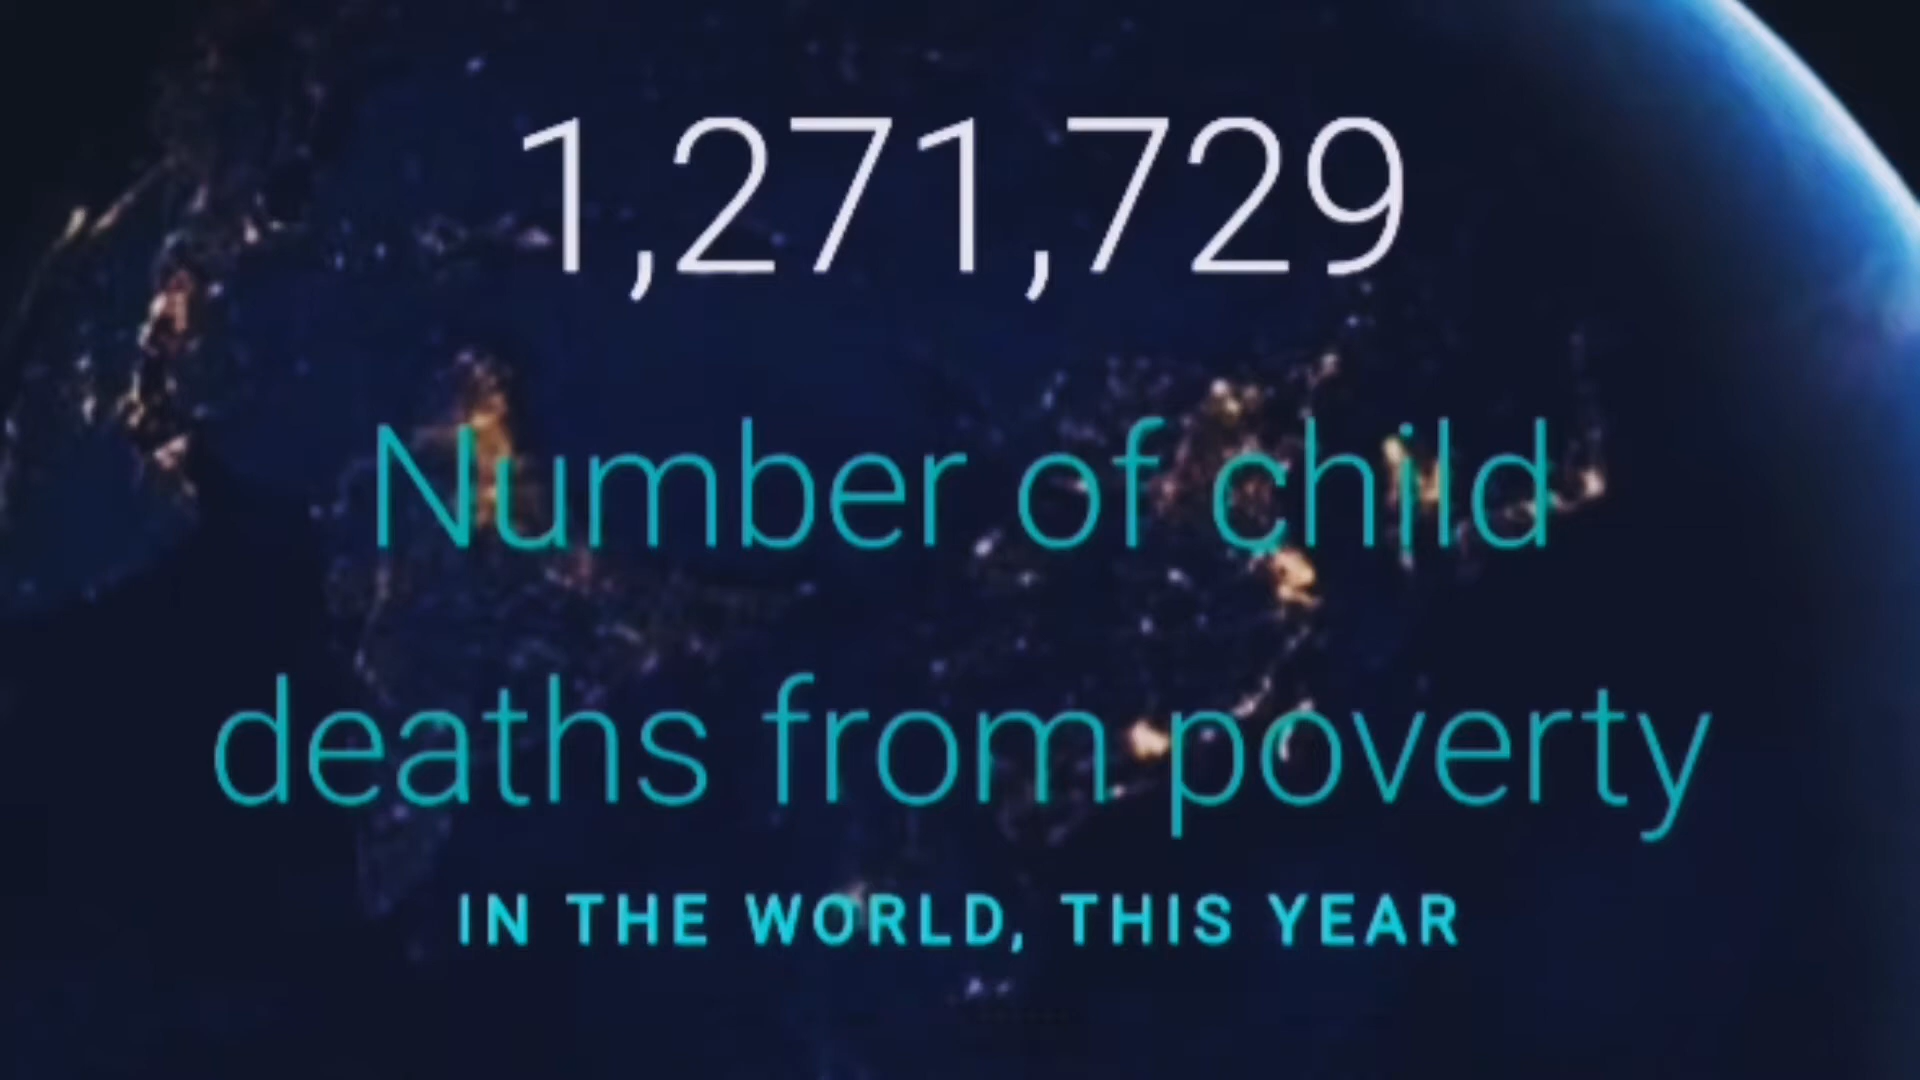 1,271,729
Number of child
deaths from poverty
IN THE WORLD, THIS YEAR